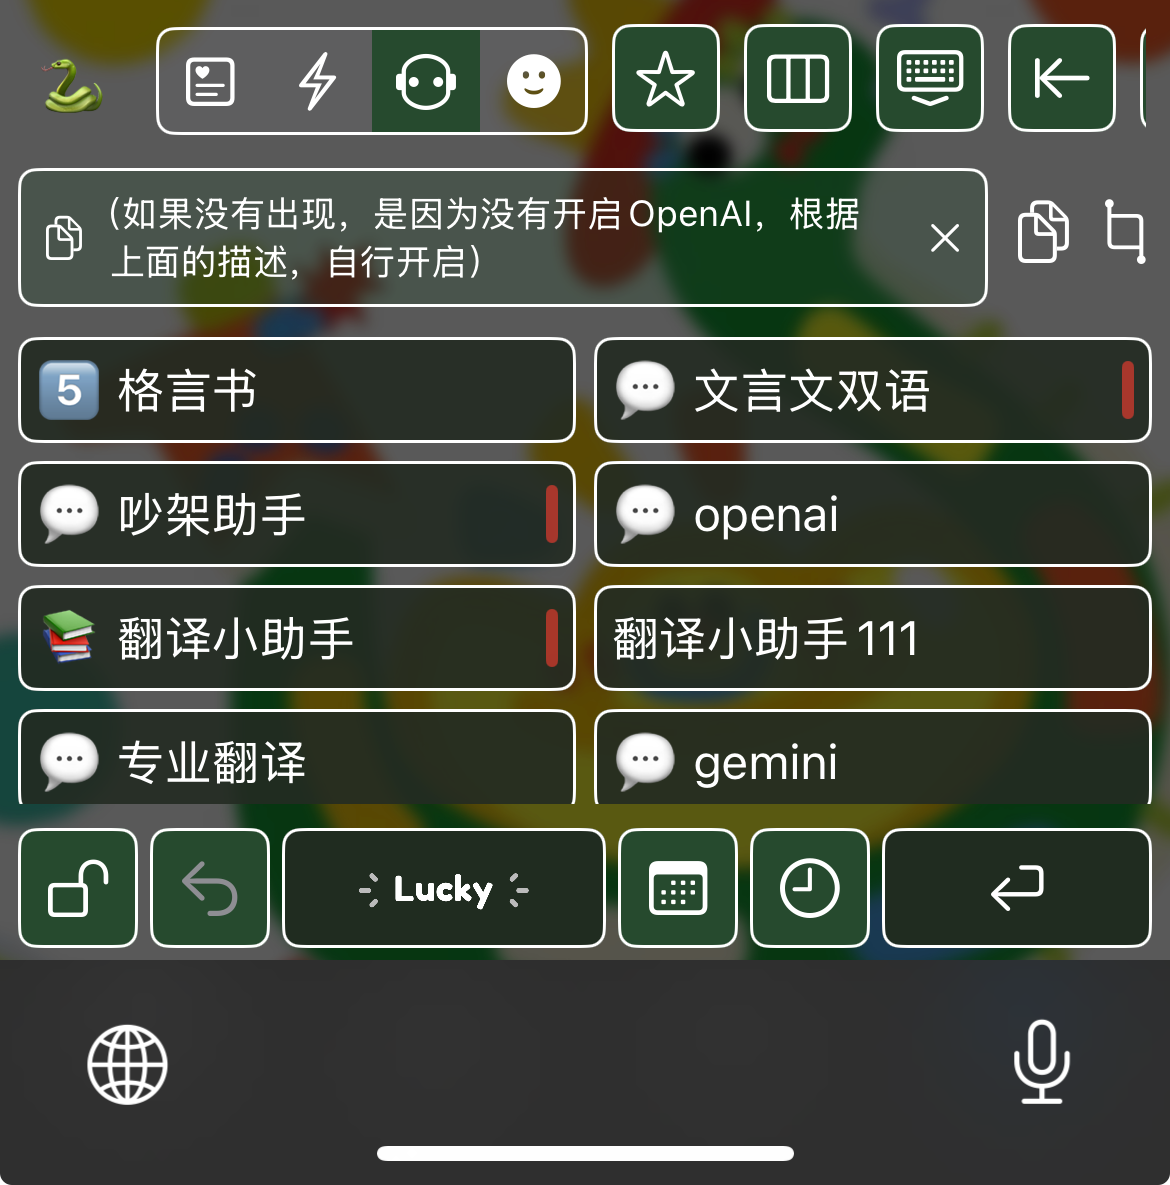 (如果没有出现，是因为没有开启OpenAI，根据
上面的描述，自行开启)
5 格言书
文言文双语
吵架助手
openai
翻译小助手
翻译小助手111
专业翻译
gemini
Lucky